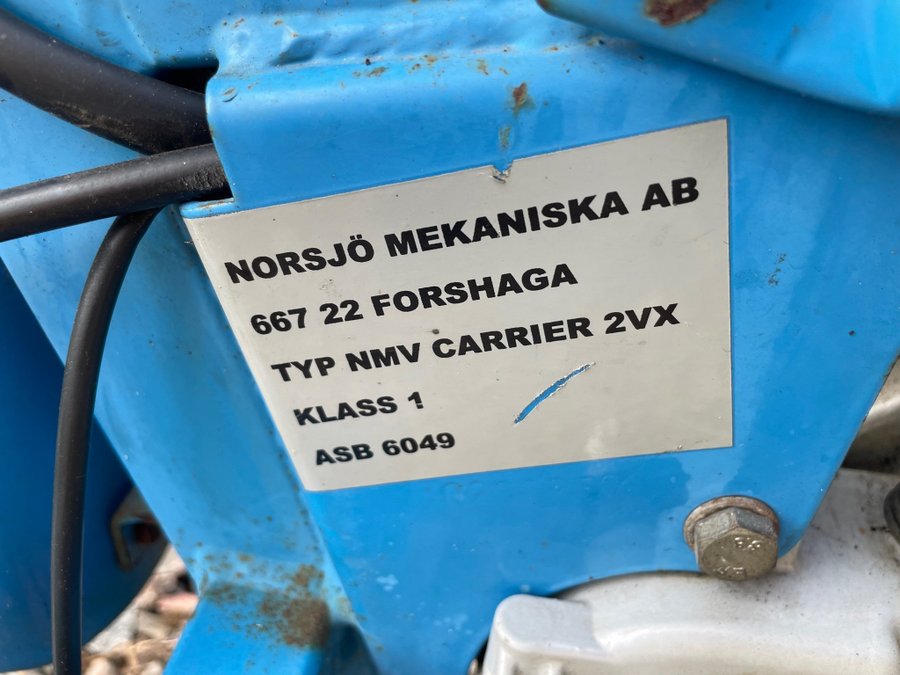 NORSJÖ MEKANISKA AB
667 22 FORSHAGA
TYP NMV CARRIER 2VX
KLASS 1
ASB 6049